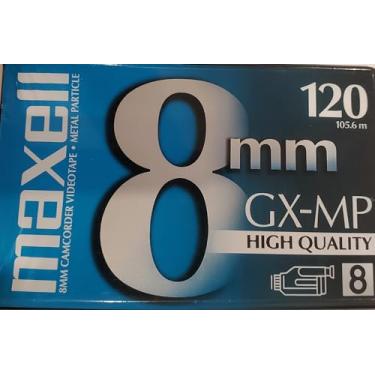 maxell
8MM CAMCORDER VIDEOTAPE • METAL PARTICLE
8mm
120
105.6 m
GX-MP
HIGH QUALITY
8